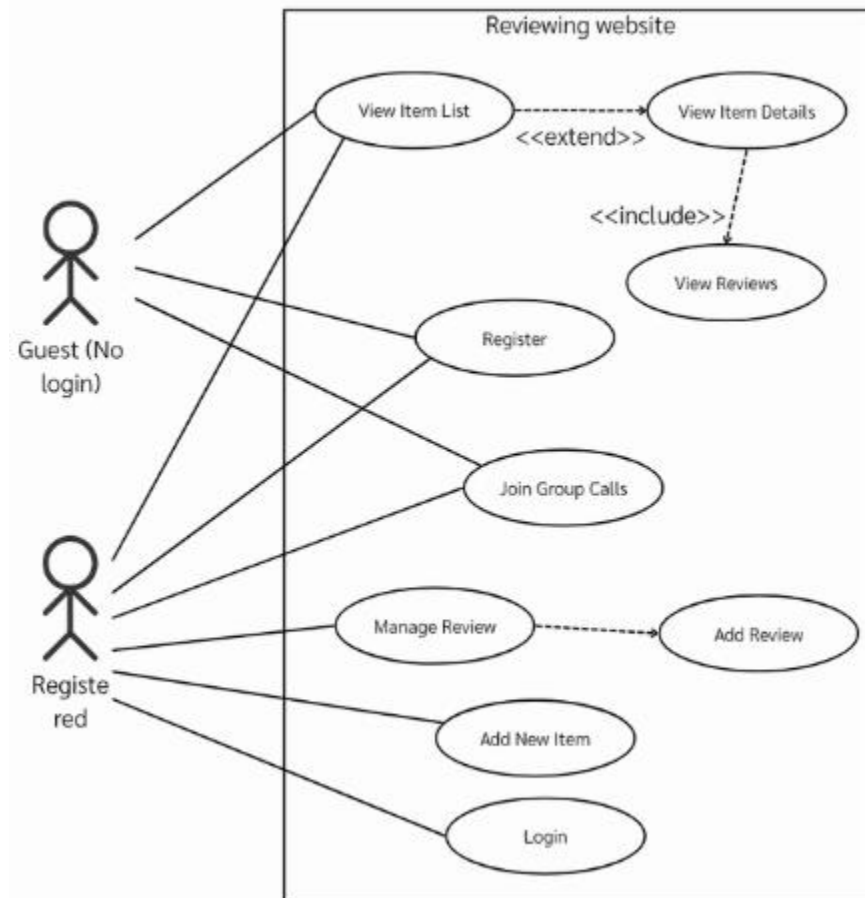 Reviewing website
View Item List
View Item Details
<<extend>>
<<include>>
View Reviews
Guest (No
login)
Register
Join Group Calls
Manage Review
Add Review
Registe
red
Add New Item
Login